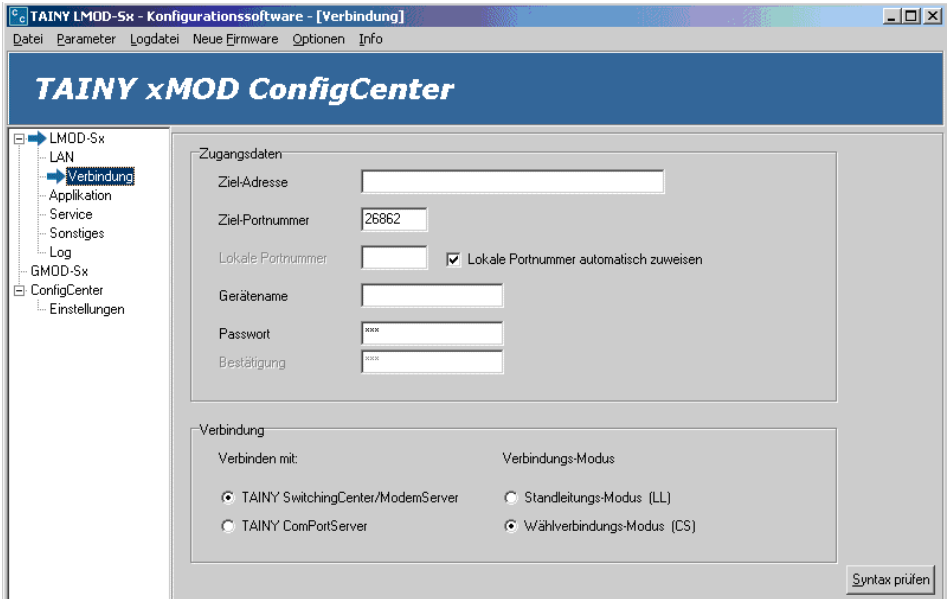 TAINY LMOD-Sx - Konfigurationssoftware - [Verbindung]
Datei Parameter Logdatei Neue Firmware Optionen Info
TAINY xMOD ConfigCenter
LMOD-Sx
LAN
Verbindung
Applikation
Service
Sonstiges
Log
GMOD-Sx
ConfigCenter
Einstellungen
Zugangsdaten
Ziel-Adresse
Ziel-Portnummer 26862
Lokale Portnummer Lokale Portnummer automatisch zuweisen
Gerätename
Passwort ***
Bestätigung ***
Verbindung
Verbinden mit: Verbindungs-Modus
TAINY SwitchingCenter/ModemServer Standleitungs-Modus (LL)
TAINY ComPortServer Wählverbindungs-Modus (CS)
Syntax prüfen